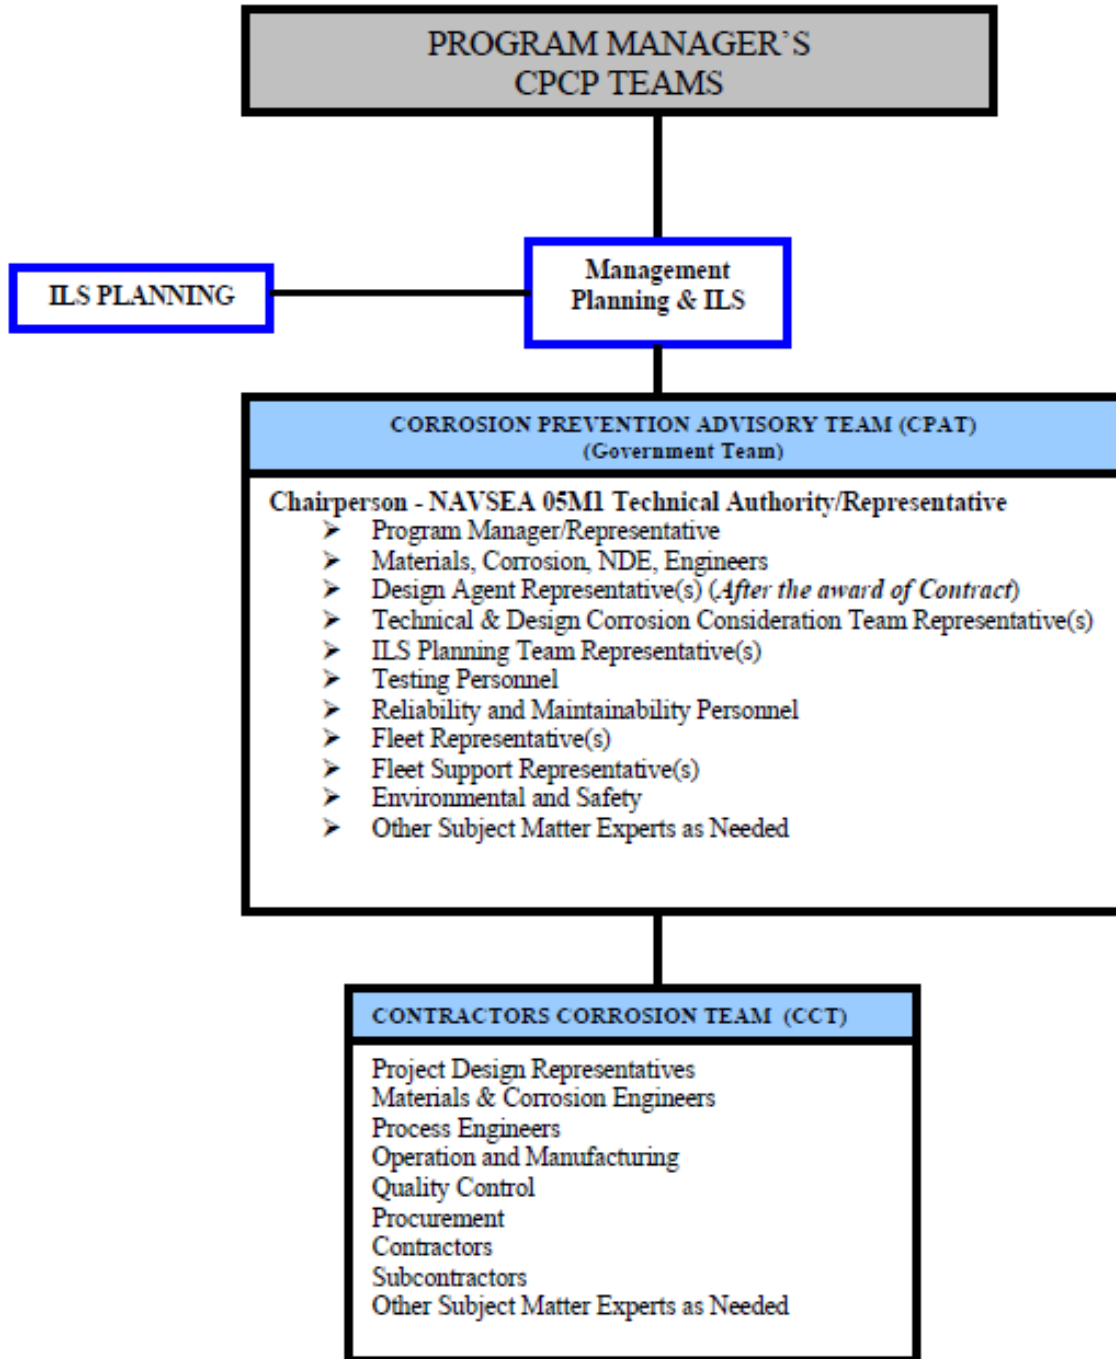 PROGRAM MANAGER’S
CPCP TEAMS
ILS PLANNING
Management
Planning & ILS
CORROSION PREVENTION ADVISORY TEAM (CPAT)
(Government Team)
Chairperson - NAVSEA 05M1 Technical Authority/Representative
➤ Program Manager/Representative
➤ Materials, Corrosion, NDE, Engineers
➤ Design Agent Representative(s) (After the award of Contract)
➤ Technical & Design Corrosion Consideration Team Representative(s)
➤ ILS Planning Team Representative(s)
➤ Testing Personnel
➤ Reliability and Maintainability Personnel
➤ Fleet Representative(s)
➤ Fleet Support Representative(s)
➤ Environmental and Safety
➤ Other Subject Matter Experts as Needed
CONTRACTORS CORROSION TEAM (CCT)
Project Design Representatives
Materials & Corrosion Engineers
Process Engineers
Operation and Manufacturing
Quality Control
Procurement
Contractors
Subcontractors
Other Subject Matter Experts as Needed